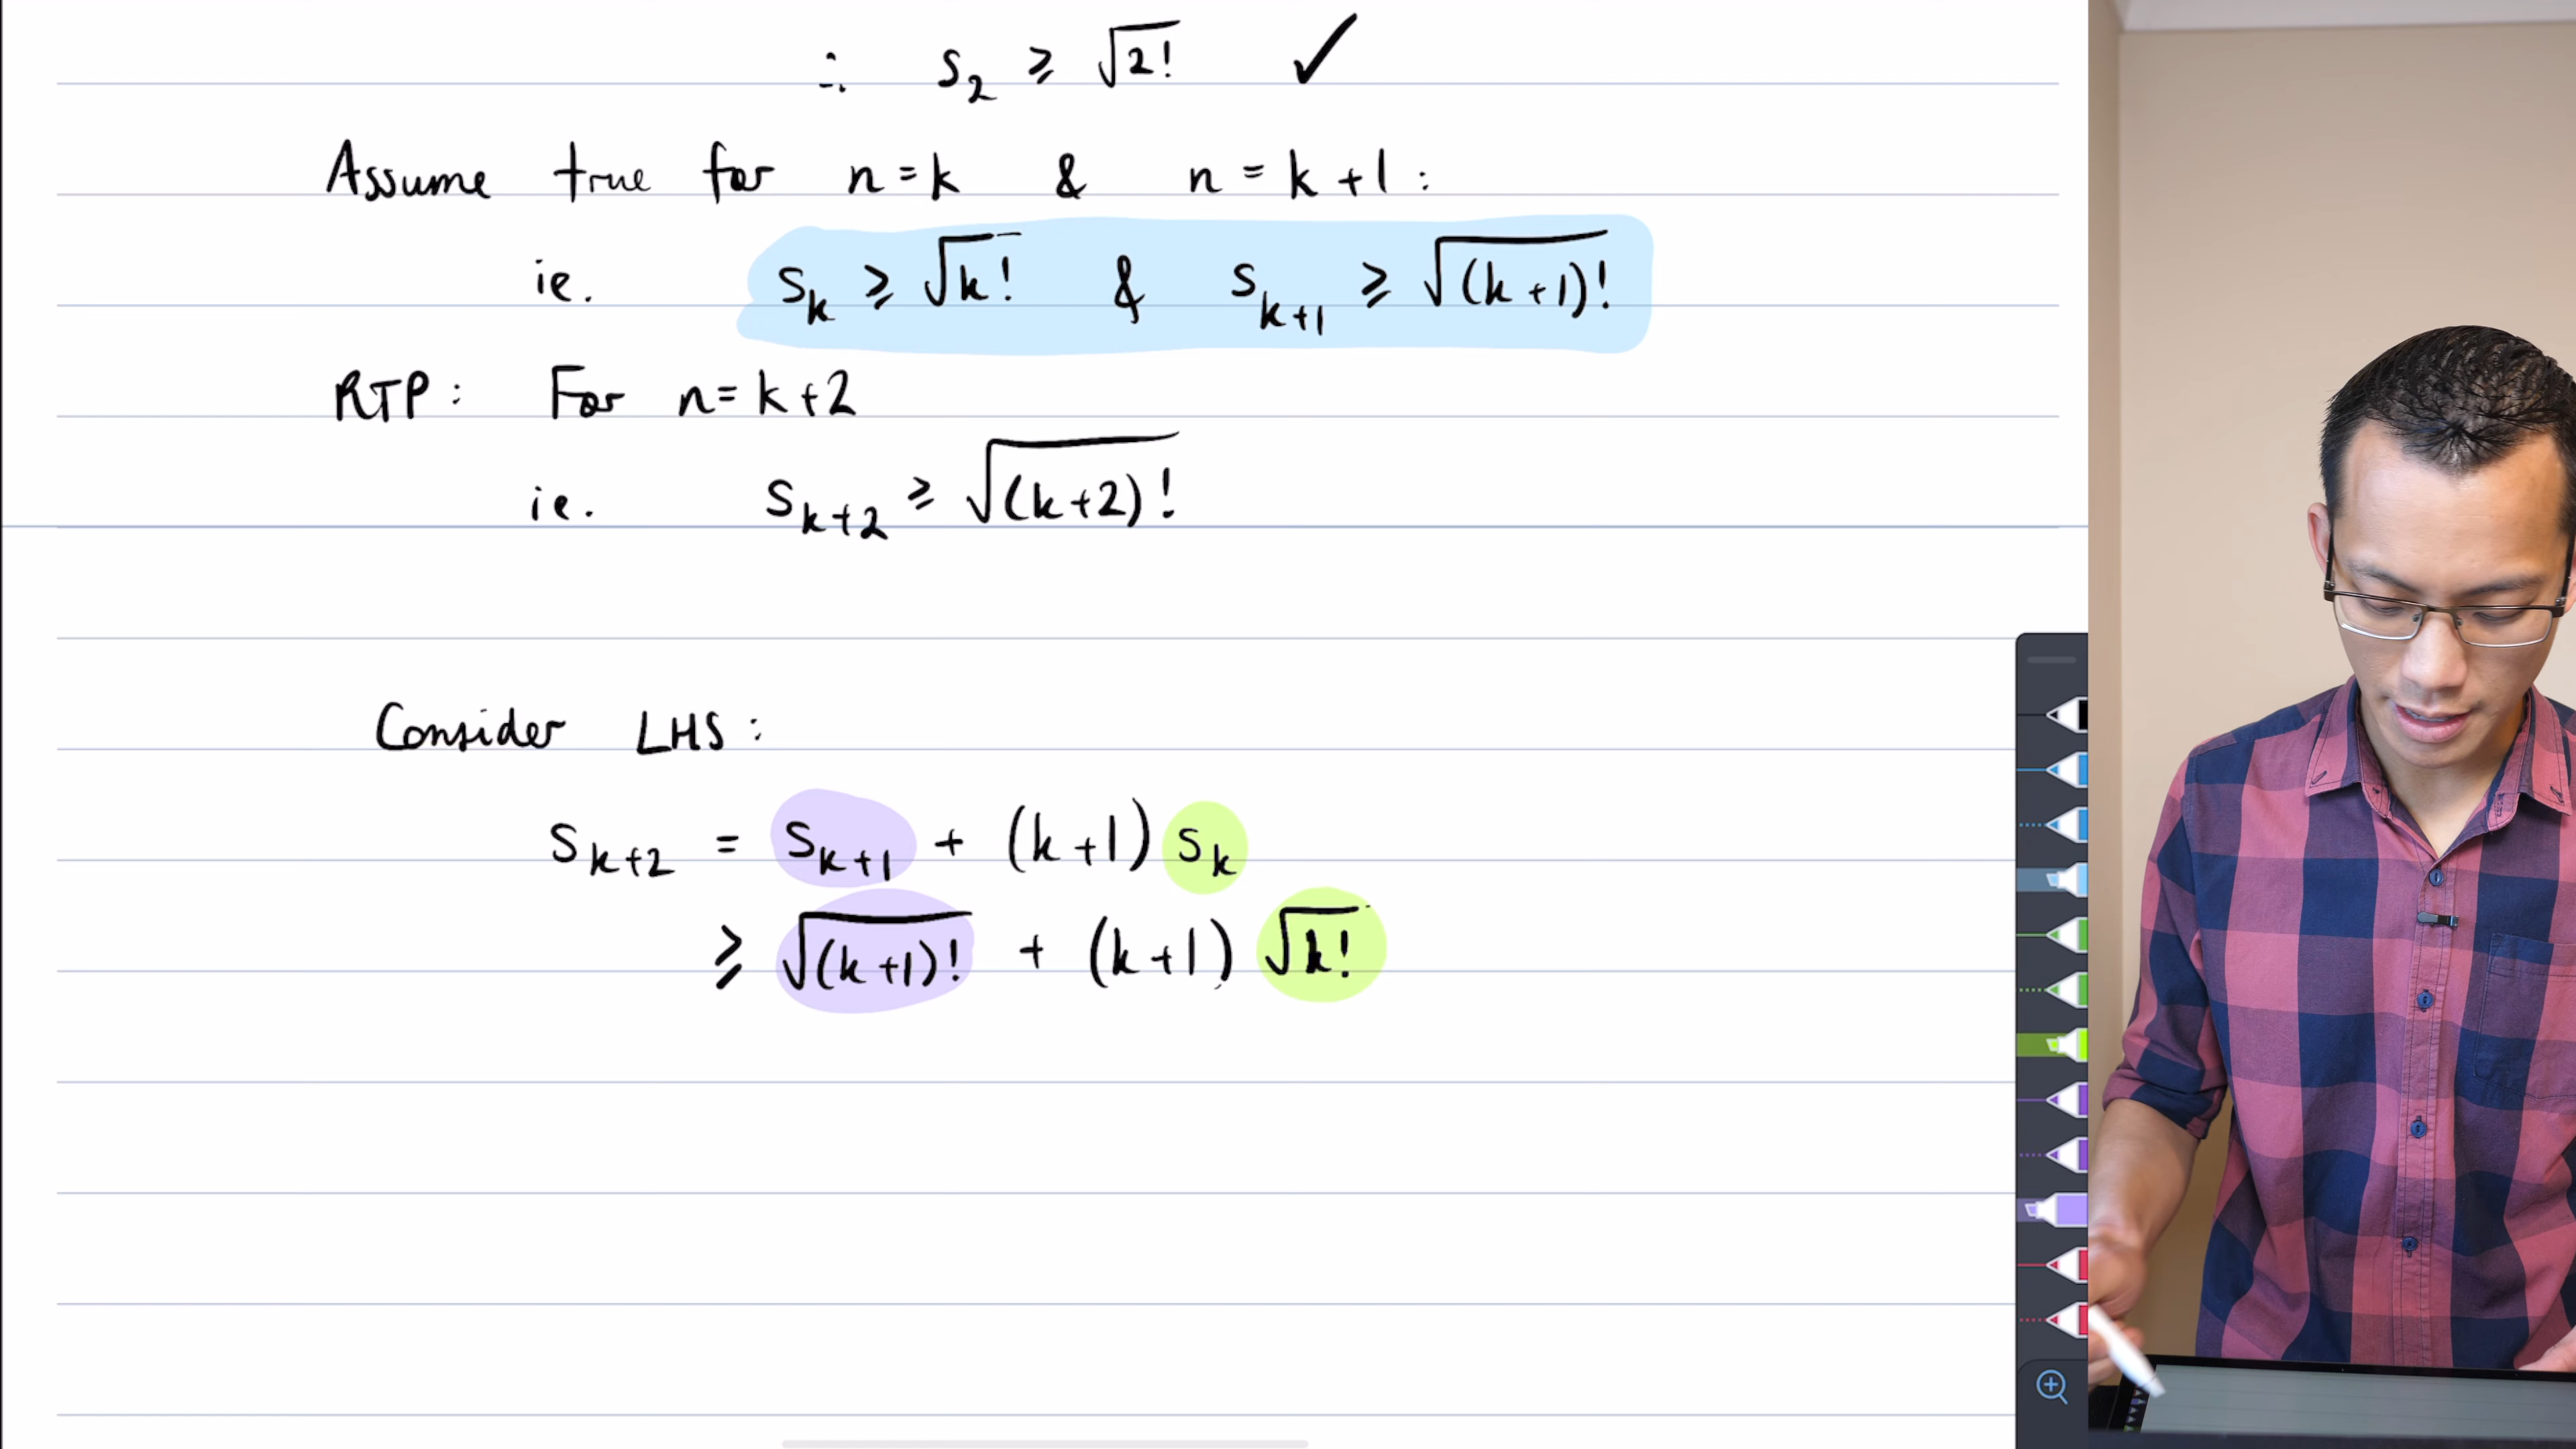 ∴ S₂ ≥ √2! ✓
Assume true for n=k & n = k+1 :
ie. Sₖ ≥ √k! & Sₖ₊₁ ≥ √(k+1)!
RTP : For n= k+2
ie. Sₖ₊₂ ≥ √(k+2)!
Consider LHS :
Sₖ₊₂ = Sₖ₊₁ + (k+1) Sₖ
≥ √(k+1)! + (k+1) √k!